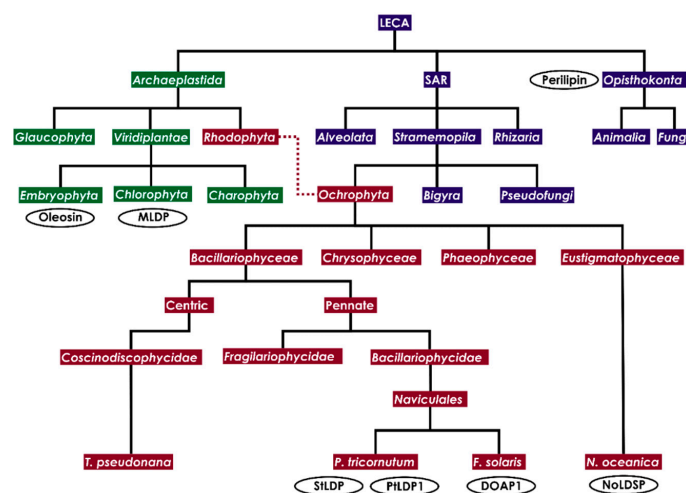 LECA
Archaeplastida
SAR
Perilipin
Opisthokonta
Glaucophyta
Viridiplantae
Rhodophyta
Alveolata
Stramemopila
Rhizaria
Animalia
Fungi
Embryophyta
Chlorophyta
Charophyta
Ochrophyta
Bigyra
Pseudofungi
Oleosin
MLDP
Bacillariophyceae
Chrysophyceae
Phaeophyceae
Eustigmatophyceae
Centric
Pennate
Coscinodiscophycidae
Fragilariophycidae
Bacillariophycidae
Naviculales
T. pseudonana
P. tricornutum
F. solaris
N. oceanica
StLDP
PtLDP1
DOAP1
NoLDSP